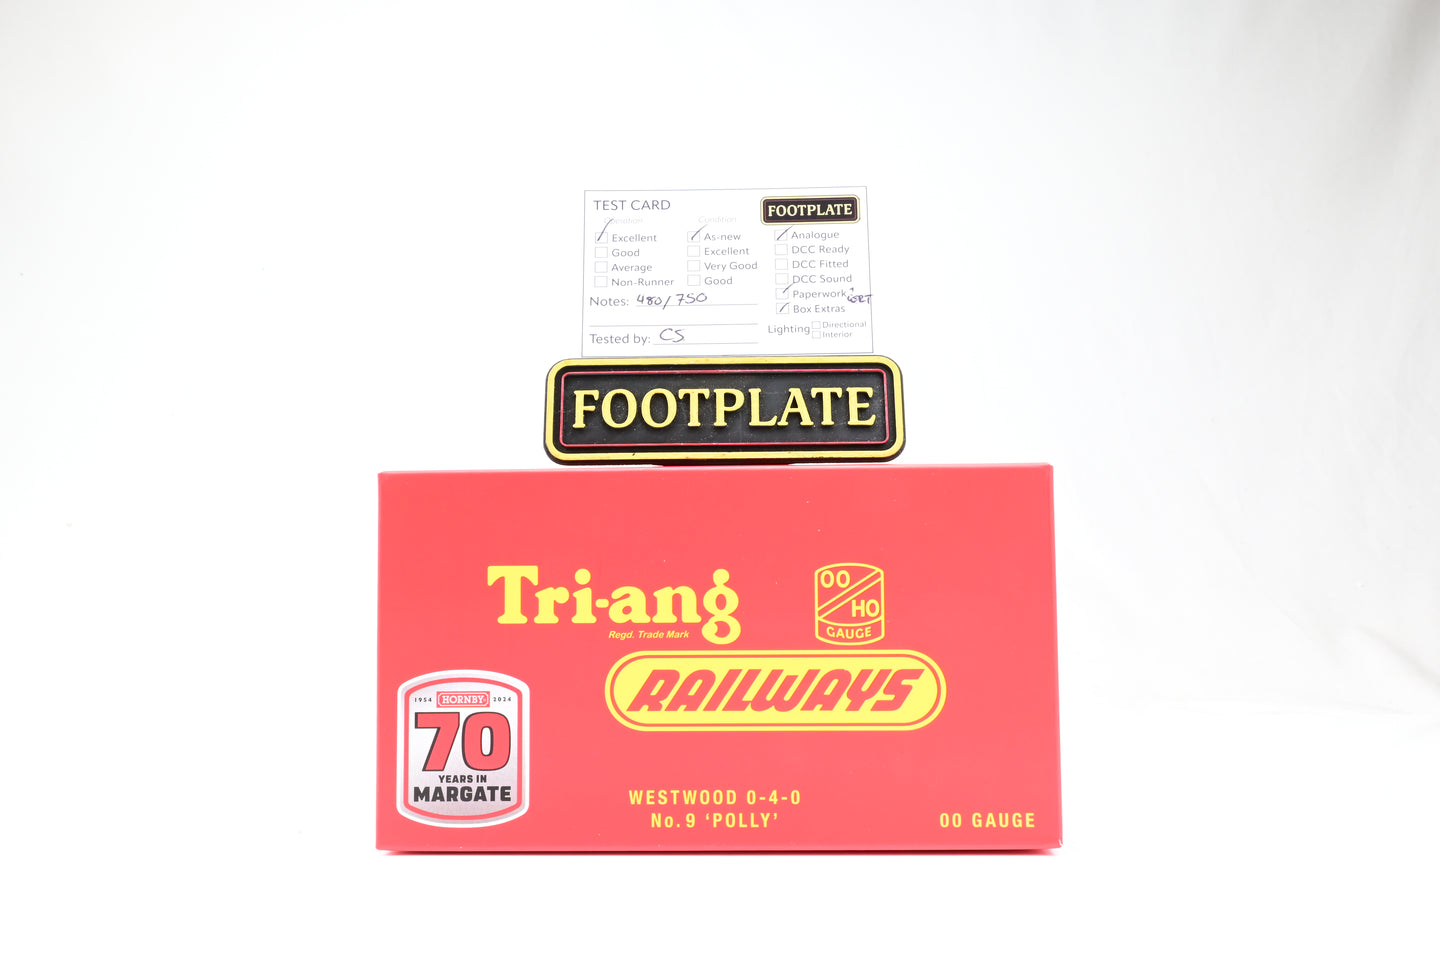 TEST CARD
FOOTPLATE
Operation
Condition
Excellent
As-new
Analogue
Good
Excellent
DCC Ready
Average
Very Good
DCC Fitted
Non-Runner
Good
DCC Sound
Notes: 480/750
Paperwork + CERT
Box Extras
Lighting
Directional
Interior
Tested by: CS
FOOTPLATE
Tri-ang
Regd. Trade Mark
OO
HO
GAUGE
RAILWAYS
1954 HORNBY 2024
70
YEARS IN
MARGATE
WESTWOOD 0-4-0
No. 9 ‘POLLY’
00 GAUGE